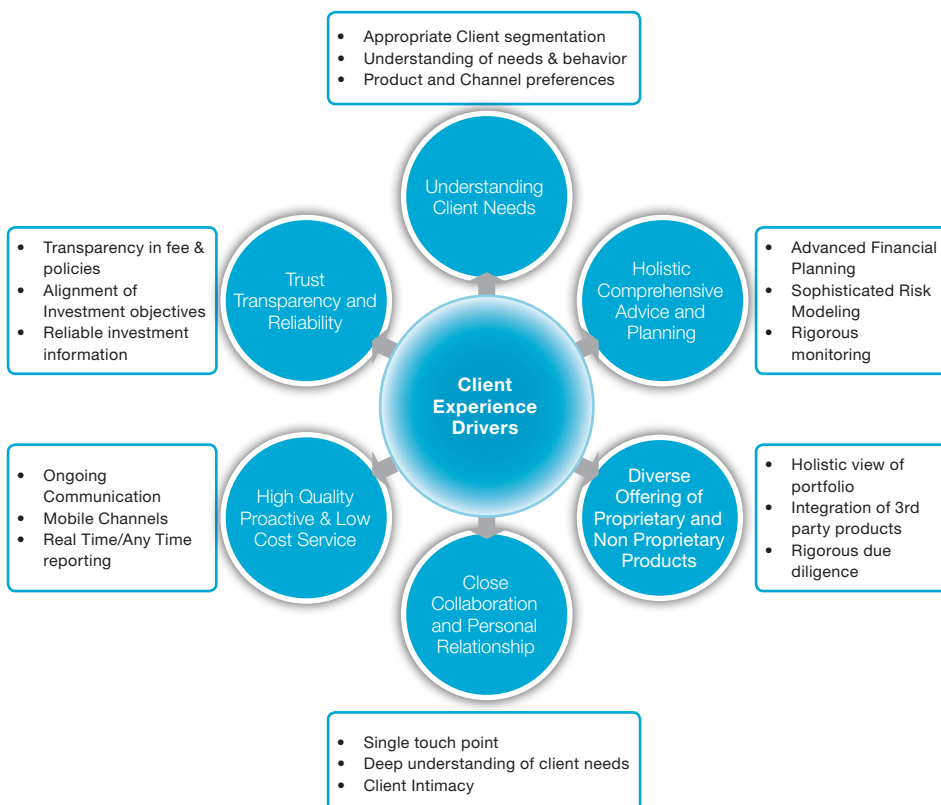 • Appropriate Client segmentation
• Understanding of needs & behavior
• Product and Channel preferences
Understanding
Client Needs
• Transparency in fee &
policies
• Alignment of
Investment objectives
• Reliable investment
information
Trust
Transparency and
Reliability
Holistic
Comprehensive
Advice and
Planning
• Advanced Financial
Planning
• Sophisticated Risk
Modeling
• Rigorous
monitoring
Client
Experience
Drivers
• Ongoing
Communication
• Mobile Channels
• Real Time/Any Time
reporting
High Quality
Proactive & Low
Cost Service
Diverse
Offering of
Proprietary and
Non Proprietary
Products
• Holistic view of
portfolio
• Integration of 3rd
party products
• Rigorous due
diligence
Close
Collaboration
and Personal
Relationship
• Single touch point
• Deep understanding of client needs
• Client Intimacy